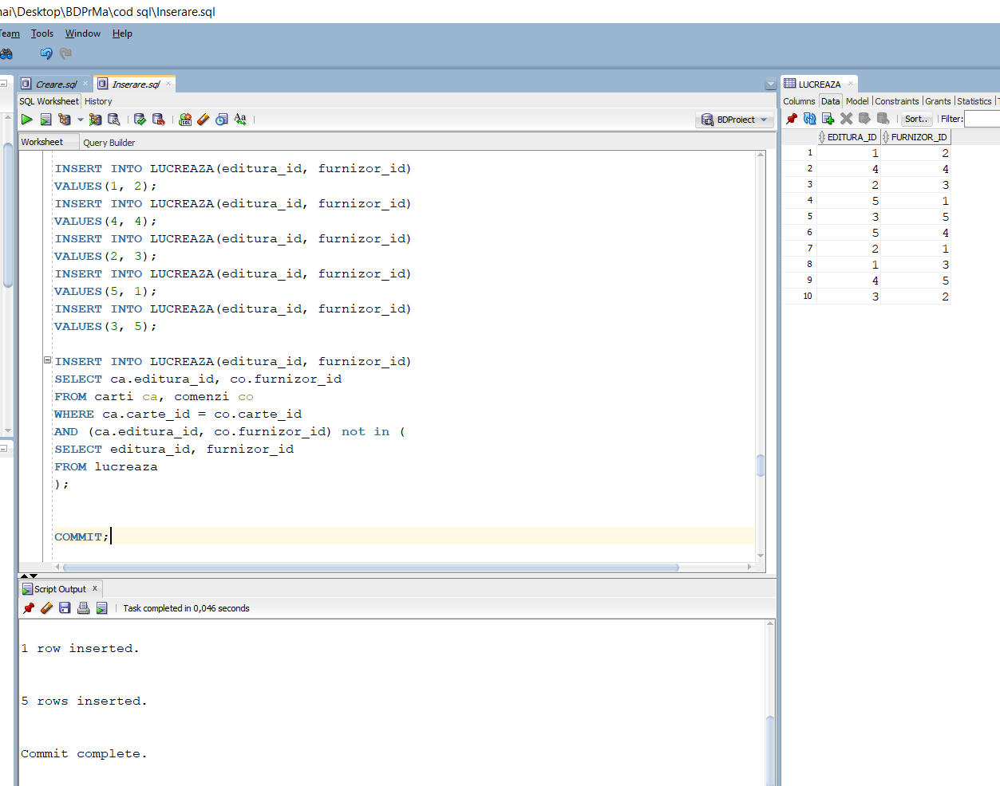 nai\Desktop\BDPrMa\cod sql\Inserare.sql
Team Tools Window Help
Creare.sql Inserare.sql
SQL Worksheet History
BDProiect
Worksheet Query Builder
INSERT INTO LUCREAZA(editura_id, furnizor_id)
VALUES(1, 2);
INSERT INTO LUCREAZA(editura_id, furnizor_id)
VALUES(4, 4);
INSERT INTO LUCREAZA(editura_id, furnizor_id)
VALUES(2, 3);
INSERT INTO LUCREAZA(editura_id, furnizor_id)
VALUES(5, 1);
INSERT INTO LUCREAZA(editura_id, furnizor_id)
VALUES(3, 5);
INSERT INTO LUCREAZA(editura_id, furnizor_id)
SELECT ca.editura_id, co.furnizor_id
FROM carti ca, comenzi co
WHERE ca.carte_id = co.carte_id
AND (ca.editura_id, co.furnizor_id) not in (
SELECT editura_id, furnizor_id
FROM lucreaza
);
COMMIT;
Script Output x
Task completed in 0,046 seconds
1 row inserted.
5 rows inserted.
Commit complete.
LUCREAZA
Columns Data Model Constraints Grants Statistics T
Sort.. Filter:
EDITURA_ID FURNIZOR_ID
1 1 2
2 4 4
3 2 3
4 5 1
5 3 5
6 5 4
7 2 1
8 1 3
9 4 5
10 3 2